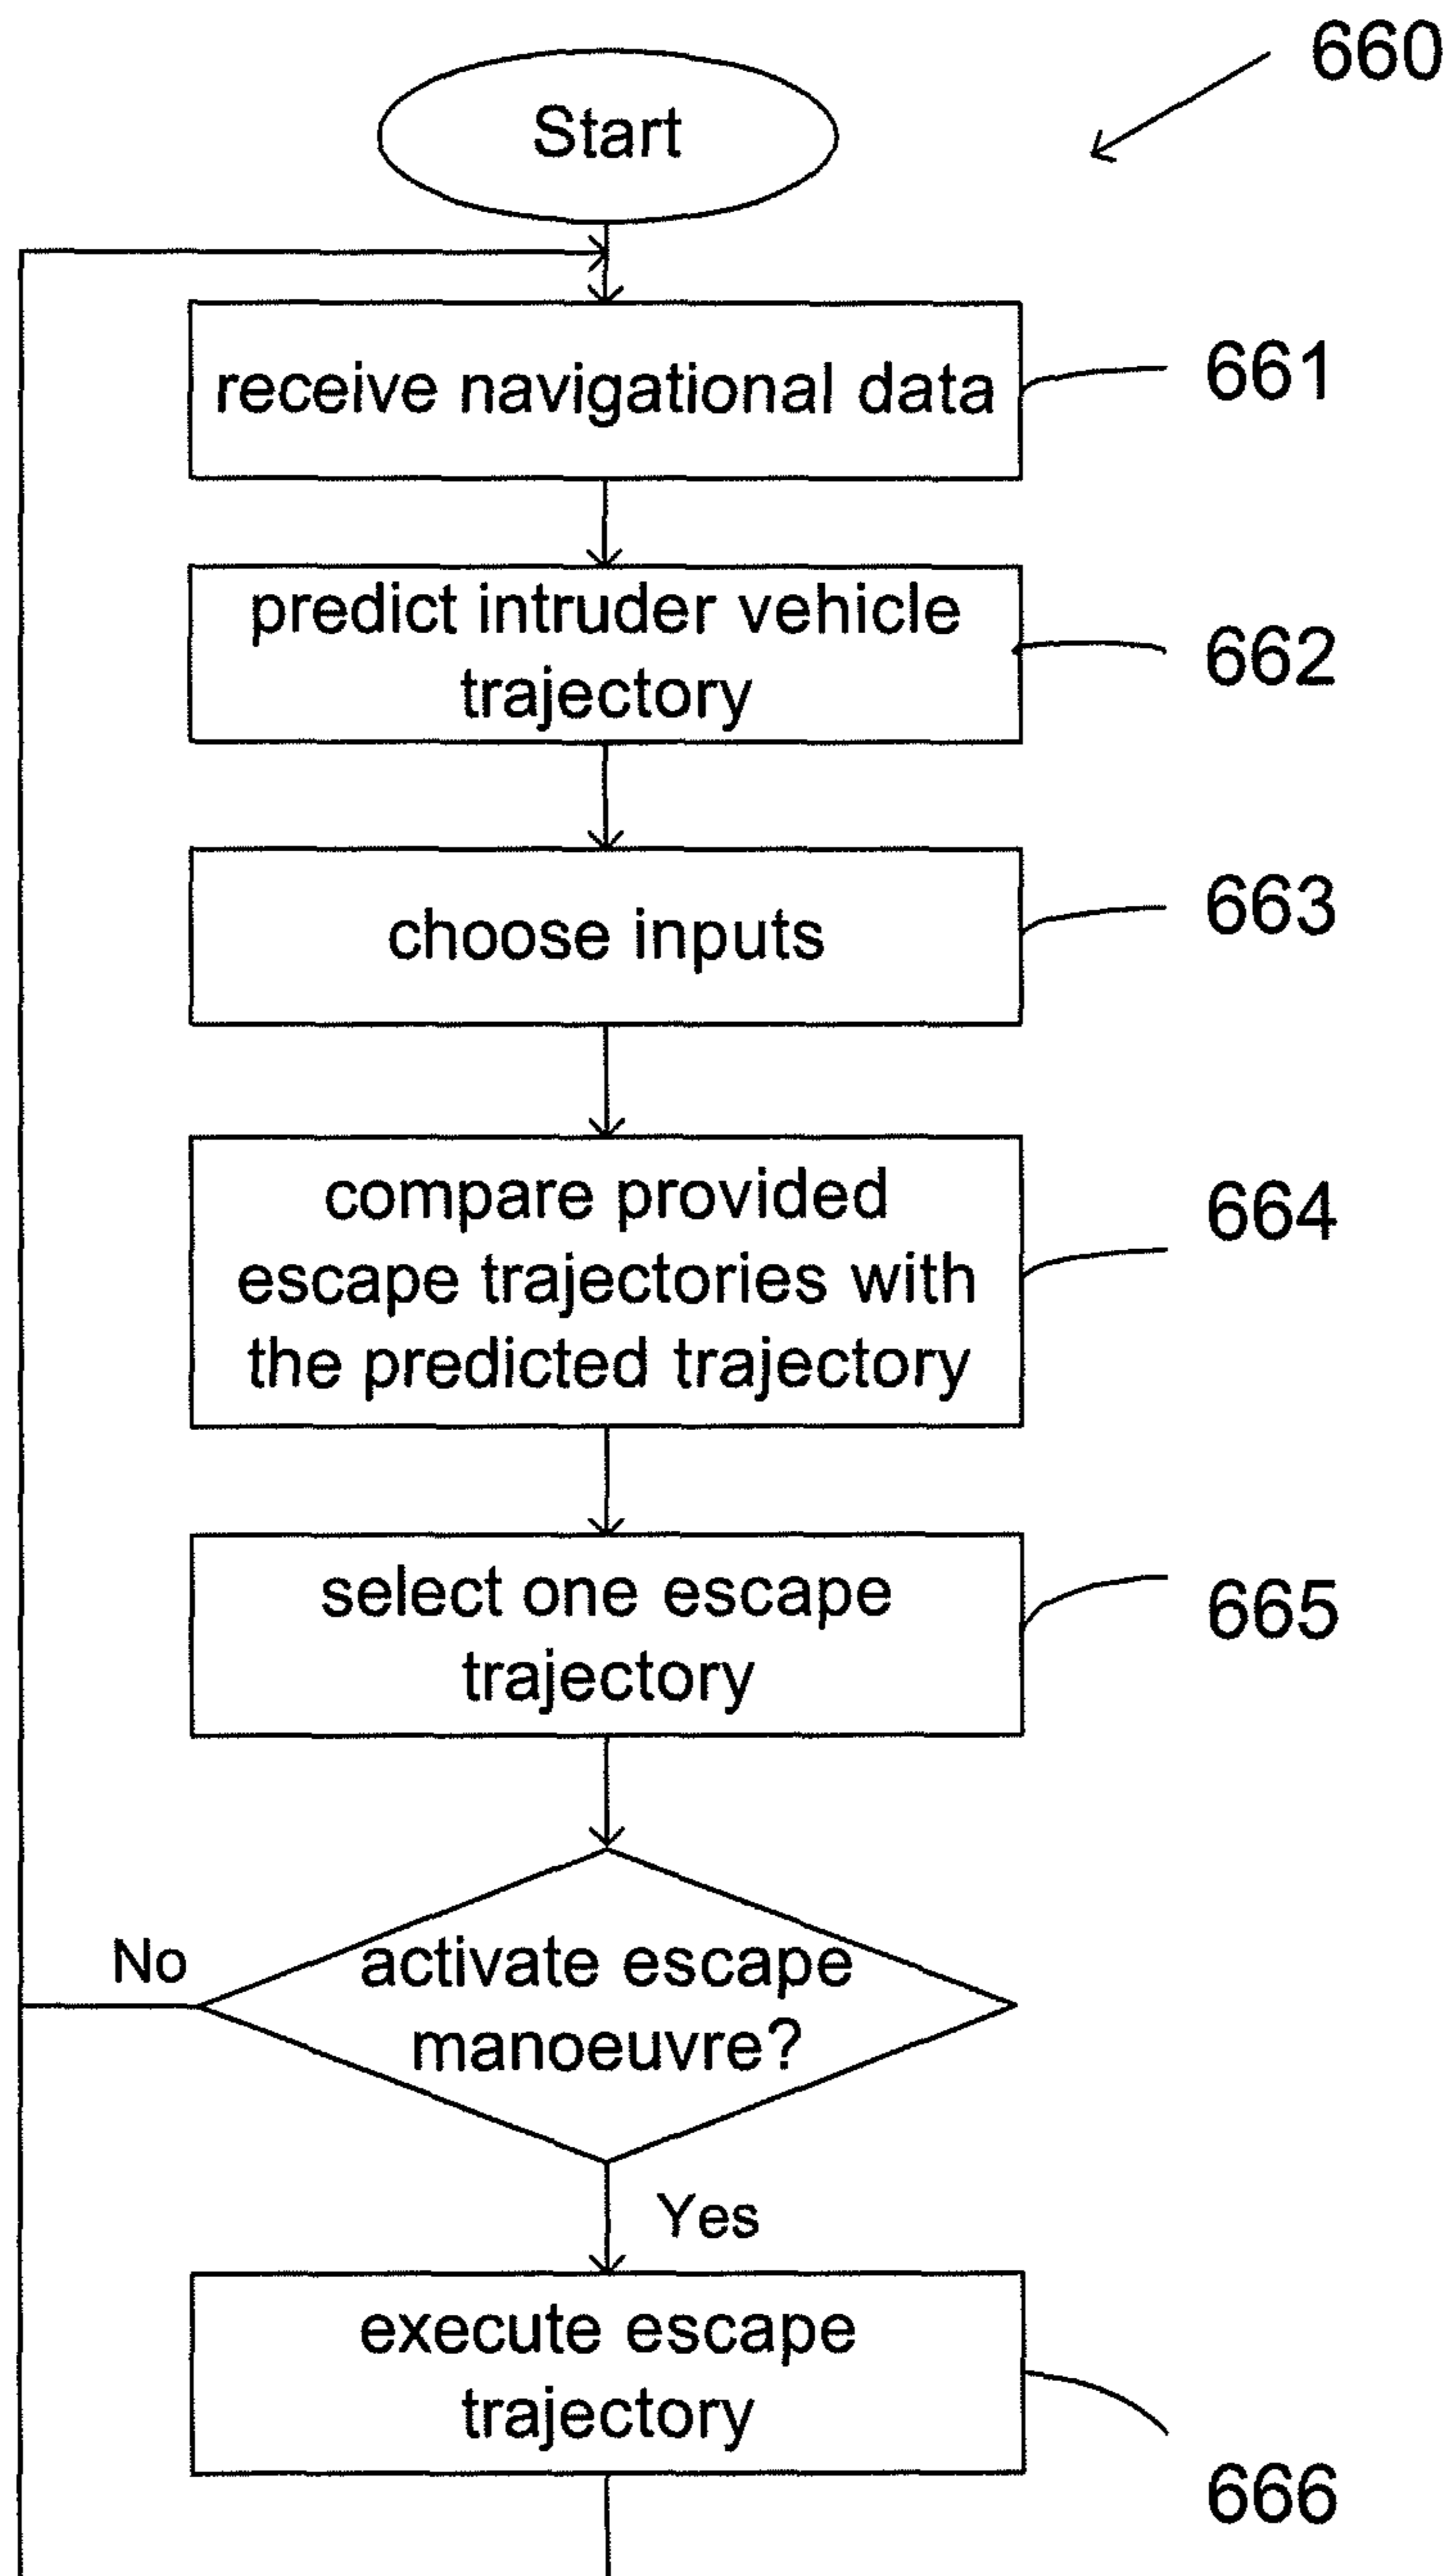 660
Start
receive navigational data
661
predict intruder vehicle
trajectory
662
choose inputs
663
compare provided
escape trajectories with
the predicted trajectory
664
select one escape
trajectory
665
No
activate escape
manoeuvre?
Yes
execute escape
trajectory
666